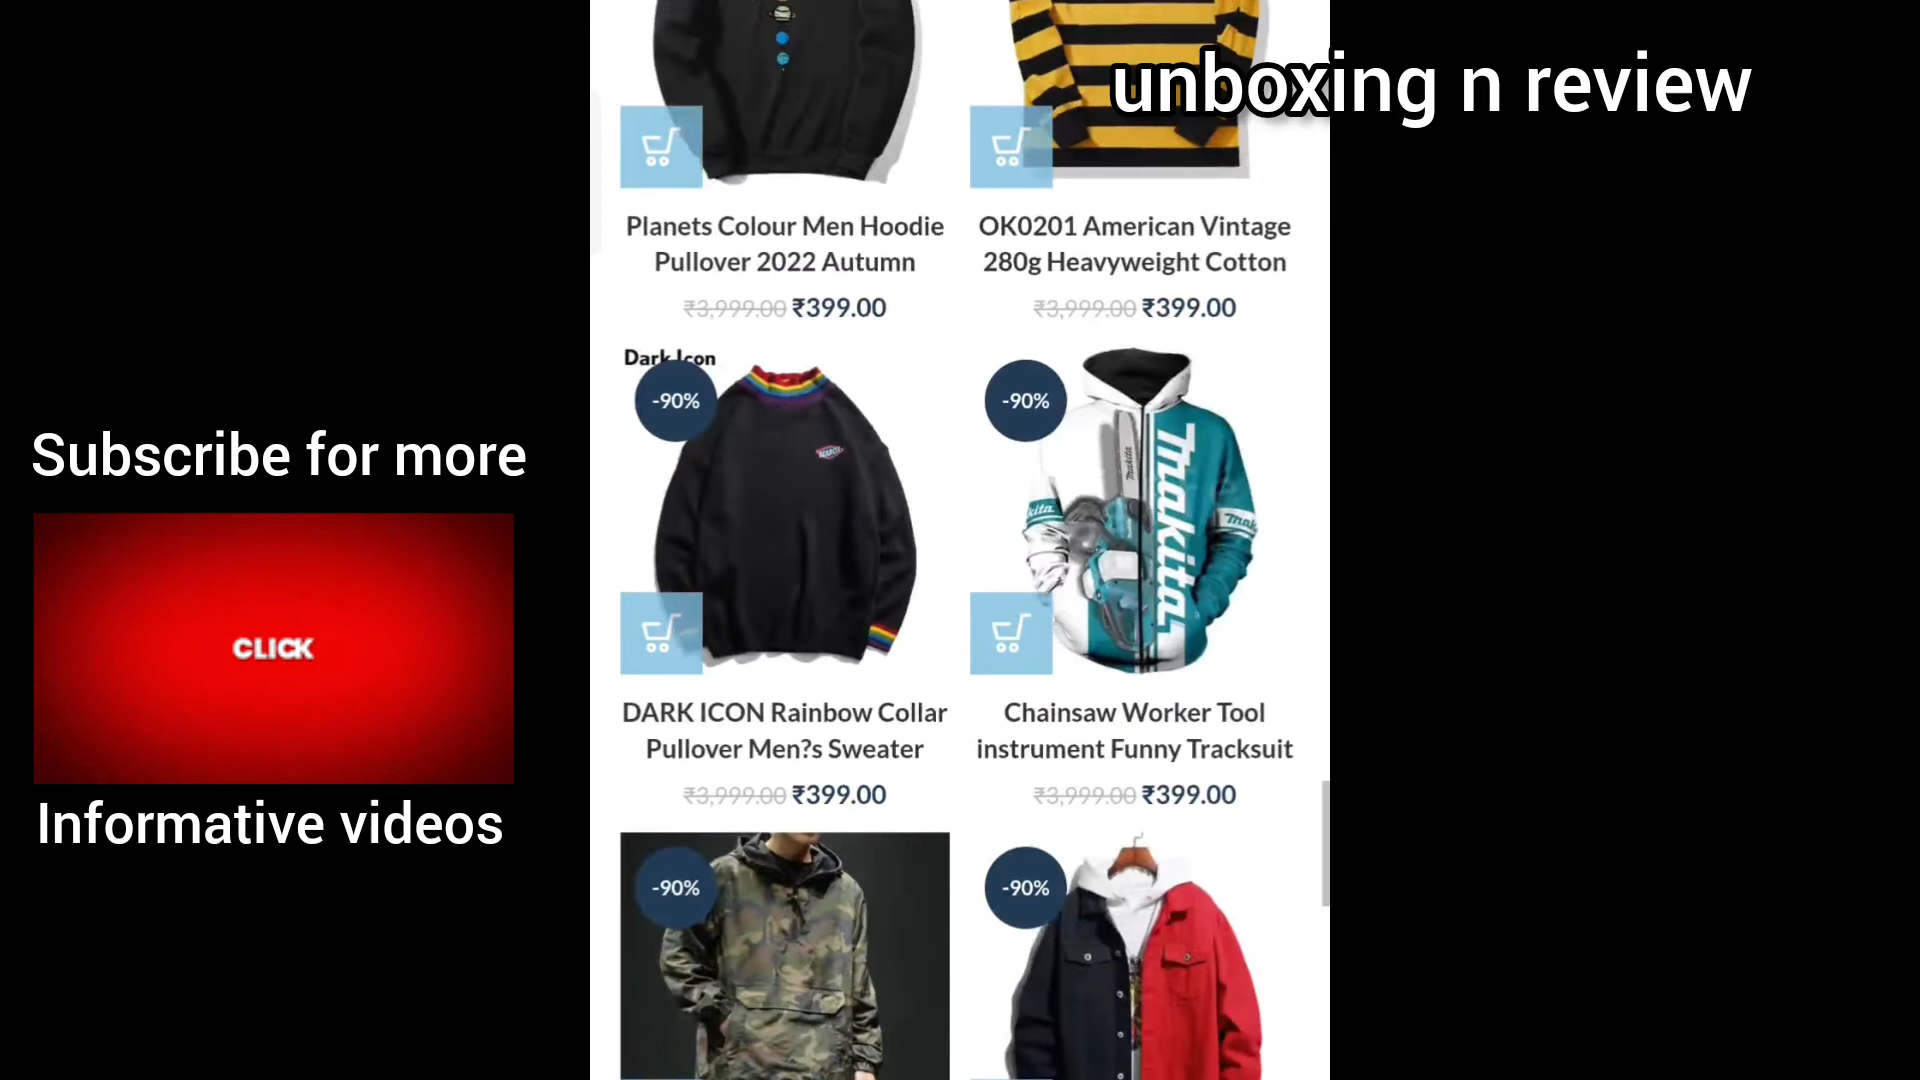 unboxing n review
Planets Colour Men Hoodie
Pullover 2022 Autumn
₹3,999.00 ₹399.00
OK0201 American Vintage
280g Heavyweight Cotton
₹3,999.00 ₹399.00
Subscribe for more
CLICK
Informative videos
Dark Icon
-90%
DARK ICON Rainbow Collar
Pullover Men?s Sweater
₹3,999.00 ₹399.00
-90%
Makita
makita
kita
Mak
Chainsaw Worker Tool
instrument Funny Tracksuit
₹3,999.00 ₹399.00
-90%
-90%